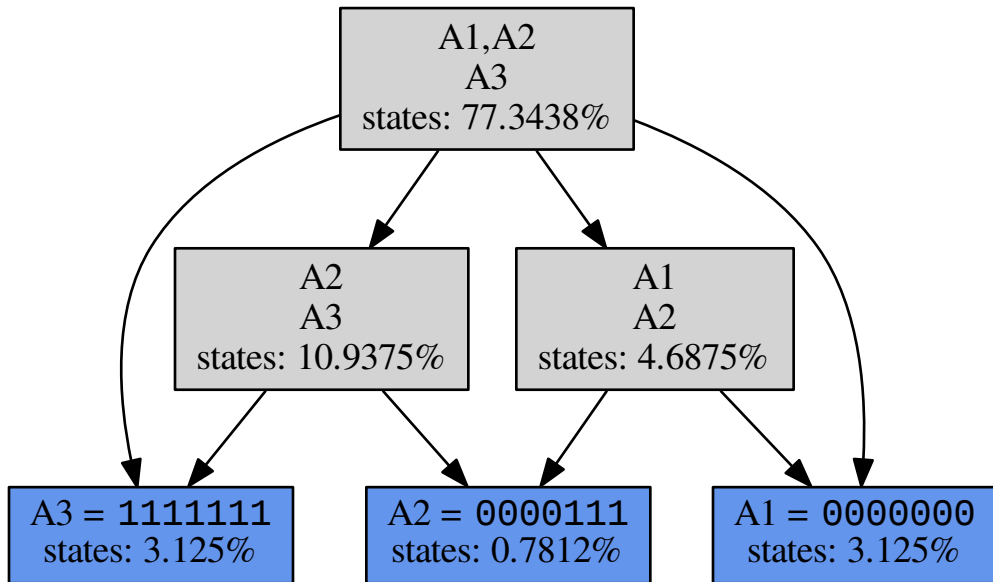 A1,A2
A3
states: 77.3438%
A2
A3
states: 10.9375%
A1
A2
states: 4.6875%
A3 = 1111111
states: 3.125%
A2 = 0000111
states: 0.7812%
A1 = 0000000
states: 3.125%